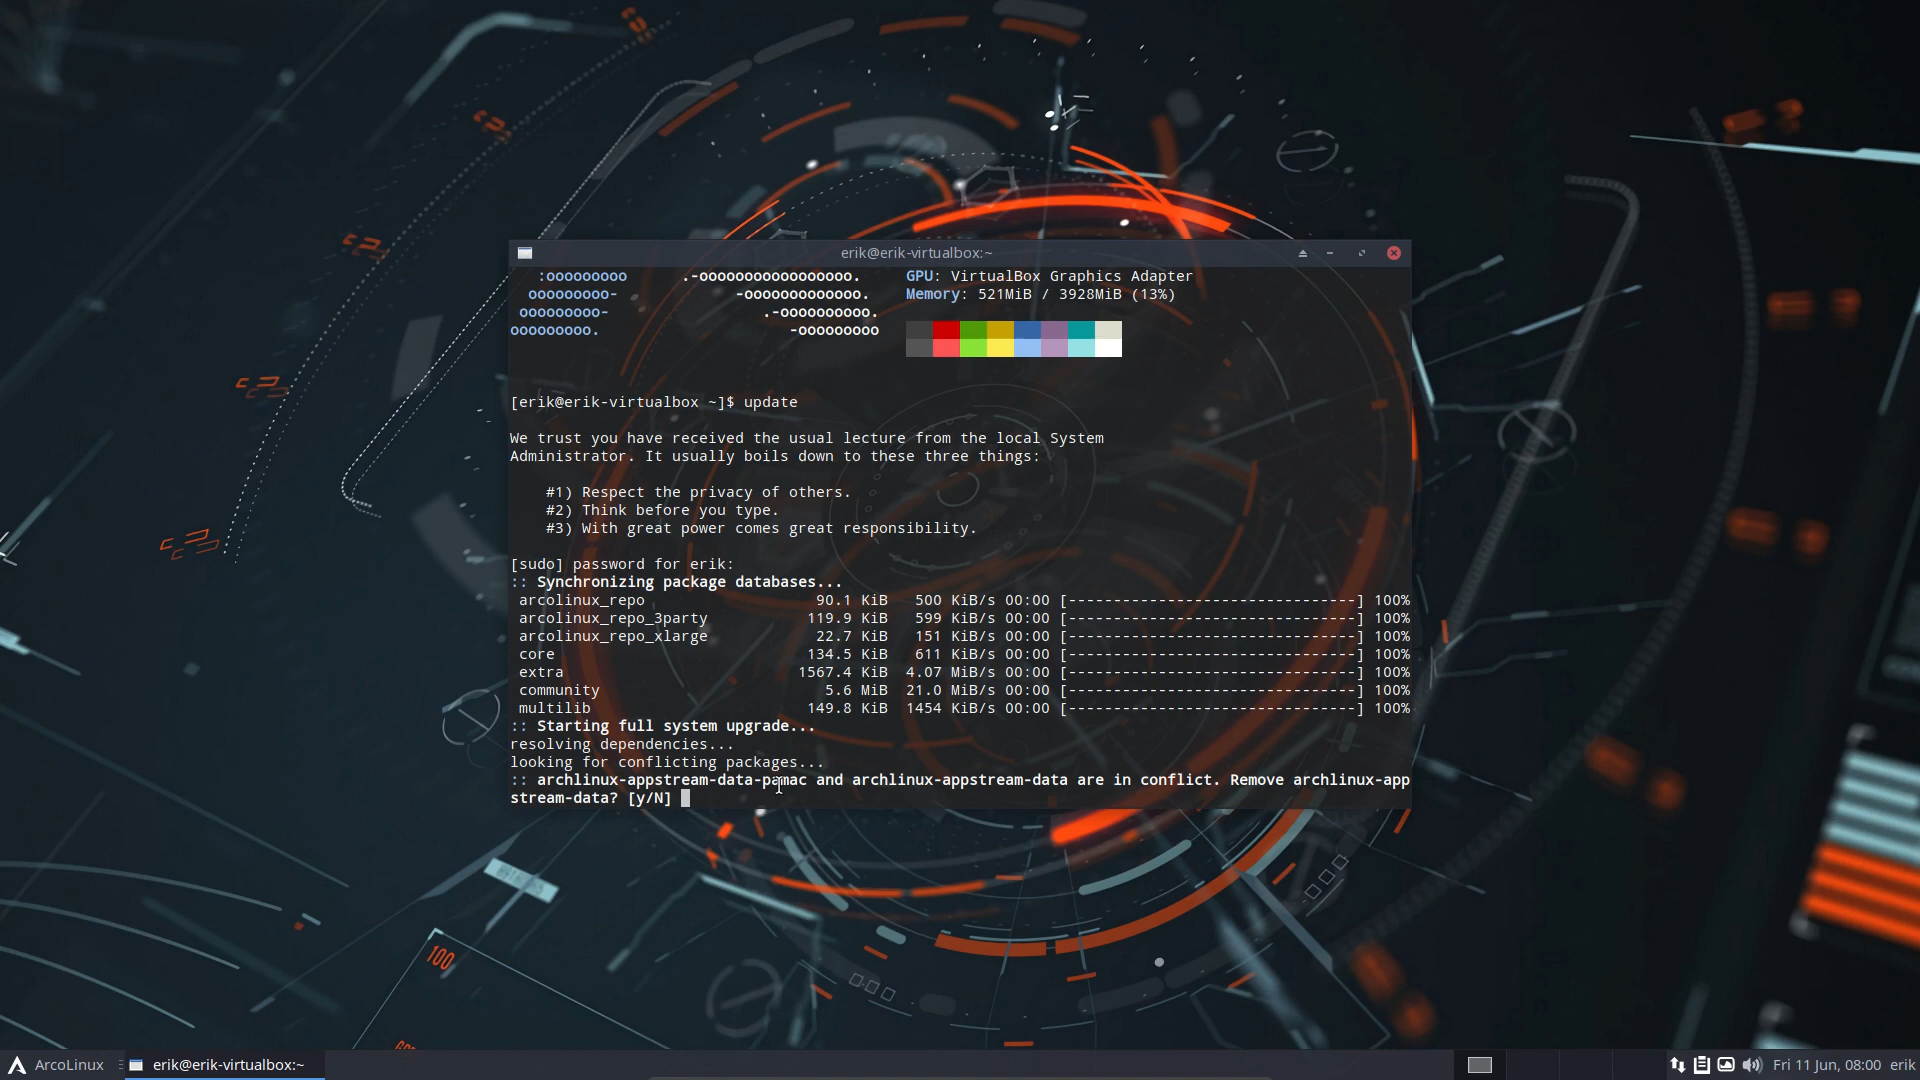 erik@erik-virtualbox:~
:ooooooooo .-ooooooooooooooooo. GPU: VirtualBox Graphics Adapter
ooooooooo- -ooooooooooooo. Memory: 521MiB / 3928MiB (13%)
ooooooooo- .-oooooooooo.
ooooooooo. -ooooooooo
[erik@erik-virtualbox ~]$ update
We trust you have received the usual lecture from the local System
Administrator. It usually boils down to these three things:
#1) Respect the privacy of others.
#2) Think before you type.
#3) With great power comes great responsibility.
[sudo] password for erik:
:: Synchronizing package databases...
arcolinux_repo 90.1 KiB 500 KiB/s 00:00 [--------------------------------] 100%
arcolinux_repo_3party 119.9 KiB 599 KiB/s 00:00 [--------------------------------] 100%
arcolinux_repo_xlarge 22.7 KiB 151 KiB/s 00:00 [--------------------------------] 100%
core 134.5 KiB 611 KiB/s 00:00 [--------------------------------] 100%
extra 1567.4 KiB 4.07 MiB/s 00:00 [--------------------------------] 100%
community 5.6 MiB 21.0 MiB/s 00:00 [--------------------------------] 100%
multilib 149.8 KiB 1454 KiB/s 00:00 [--------------------------------] 100%
:: Starting full system upgrade...
resolving dependencies...
looking for conflicting packages...
:: archlinux-appstream-data-pamac and archlinux-appstream-data are in conflict. Remove archlinux-app
stream-data? [y/N]
100
ArcoLinux erik@erik-virtualbox:~ Fri 11 Jun, 08:00 erik